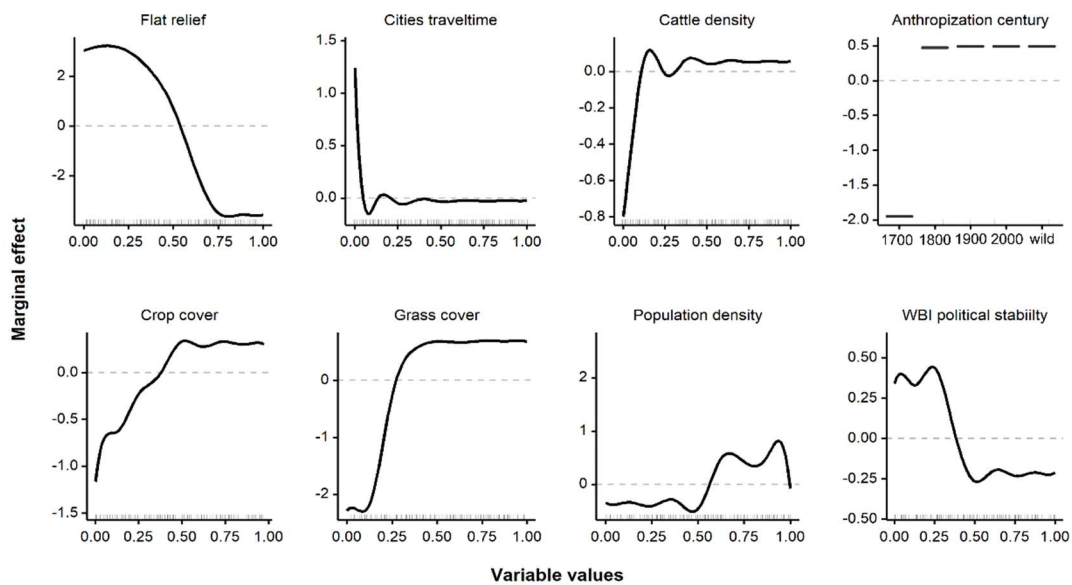 Flat relief
Cities traveltime
Cattle density
Anthropization century
2
0
-2
0.00 0.25 0.50 0.75 1.00
1.5
1.0
0.5
0.0
0.00 0.25 0.50 0.75 1.00
0.0
-0.2
-0.4
-0.6
-0.8
0.00 0.25 0.50 0.75 1.00
0.5
0.0
-0.5
-1.0
-1.5
-2.0
1700 1800 1900 2000 wild
Marginal effect
Crop cover
Grass cover
Population density
WBI political stabiilty
0.0
-0.5
-1.0
-1.5
0.00 0.25 0.50 0.75 1.00
0
-1
-2
0.00 0.25 0.50 0.75 1.00
2
1
0
0.00 0.25 0.50 0.75 1.00
0.50
0.25
0.00
-0.25
-0.50
0.00 0.25 0.50 0.75 1.00
Variable values